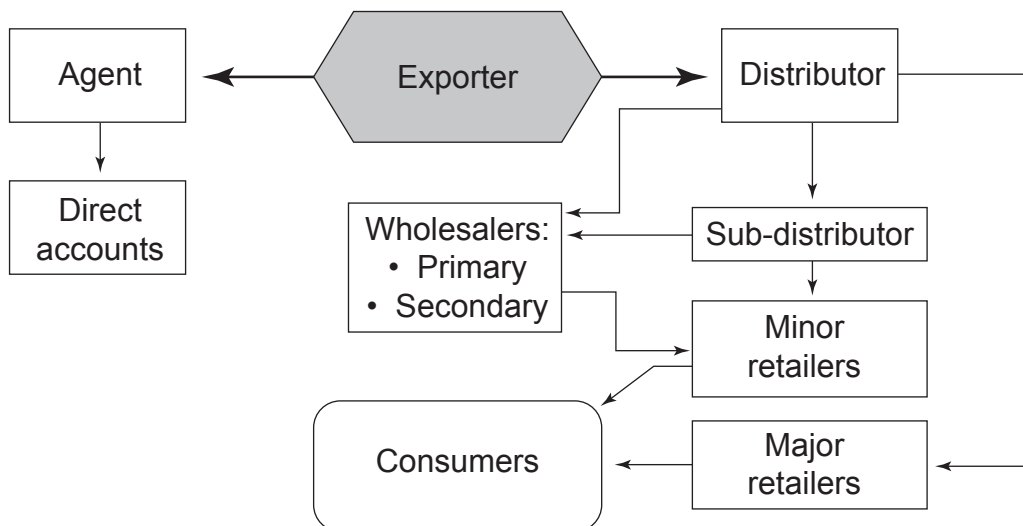 Agent
Exporter
Distributor
Direct
accounts
Wholesalers:
• Primary
• Secondary
Sub-distributor
Minor
retailers
Consumers
Major
retailers